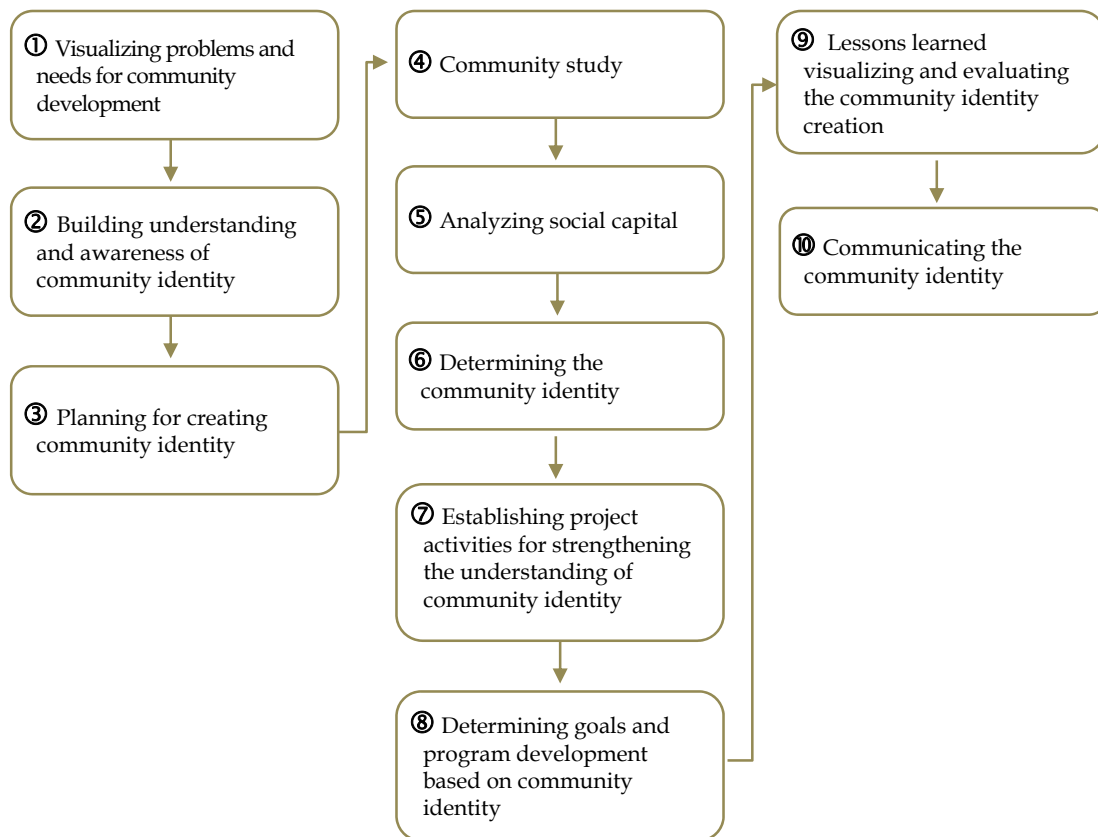 ① Visualizing problems and
needs for community
development
② Building understanding
and awareness of
community identity
③ Planning for creating
community identity
④ Community study
⑤ Analyzing social capital
⑥ Determining the
community identity
⑦ Establishing project
activities for strengthening
the understanding of
community identity
⑧ Determining goals and
program development
based on community
identity
⑨ Lessons learned
visualizing and evaluating
the community identity
creation
⑩ Communicating the
community identity